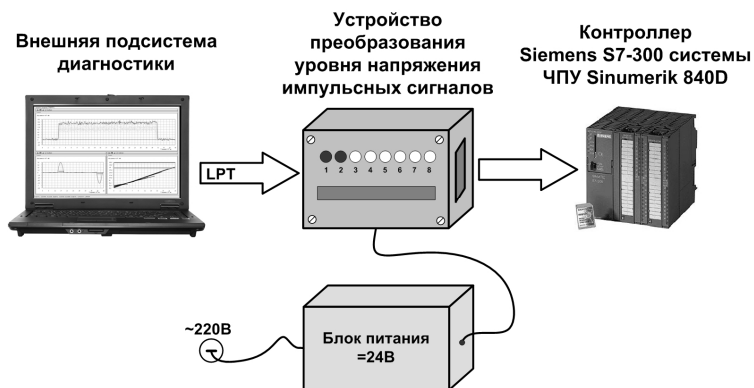 Внешняя подсистема
диагностики
Устройство
преобразования
уровня напряжения
импульсных сигналов
Контроллер
Siemens S7-300 системы
ЧПУ Sinumerik 840D
LPT
1 2 3 4 5 6 7 8
SIEMENS
~220В
Блок питания
=24В